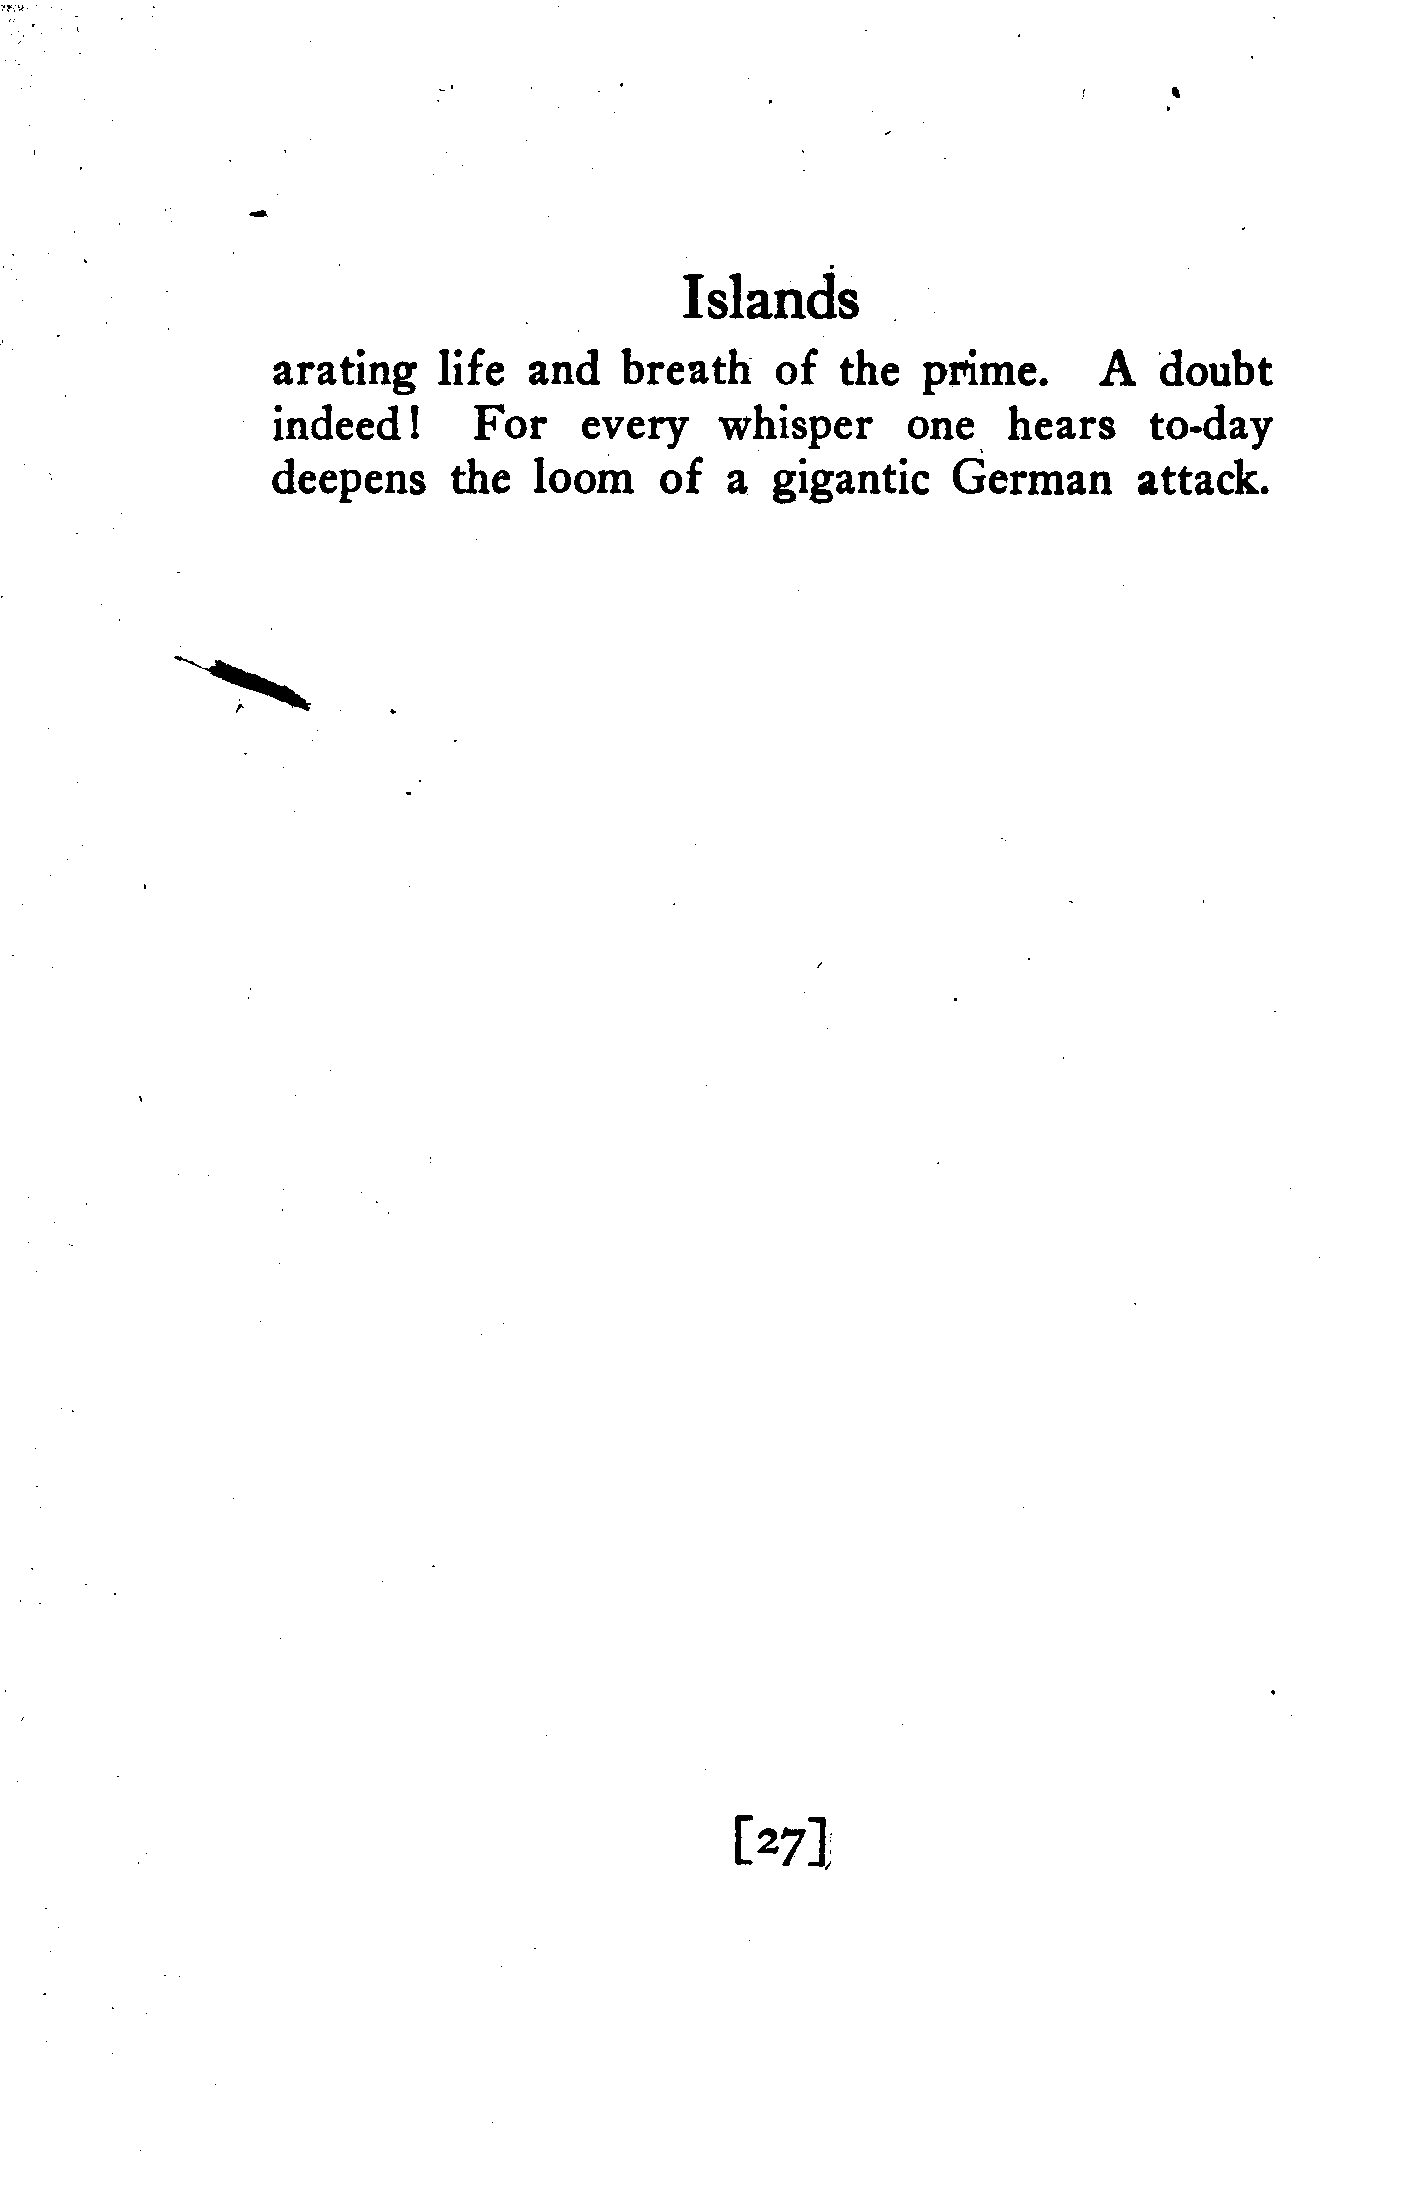 Islands
arating life and breath of the prime. A doubt
indeed! For every whisper one hears to-day
deepens the loom of a gigantic German attack.
[27]